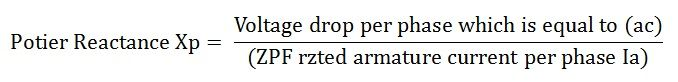 Potier Reactance Xp = Voltage drop per phase which is equal to (ac)
(ZPF rzted armature current per phase Ia)